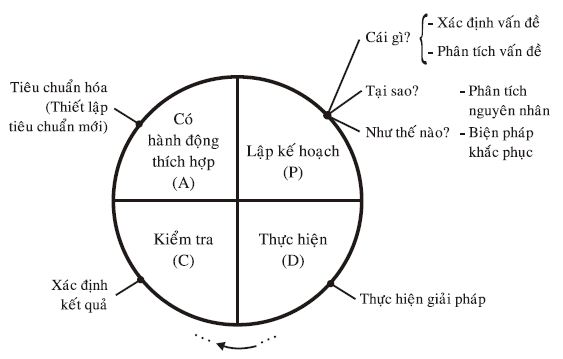 Cái gì?
- Xác định vấn đề
- Phân tích vấn đề
Tại sao?
- Phân tích
nguyên nhân
Như thế nào?
- Biện pháp
khắc phục
Tiêu chuẩn hóa
(Thiết lập
tiêu chuẩn mới)
Có
hành động
thích hợp
(A)
Lập kế hoạch
(P)
Kiểm tra
(C)
Thực hiện
(D)
Xác định
kết quả
Thực hiện giải pháp